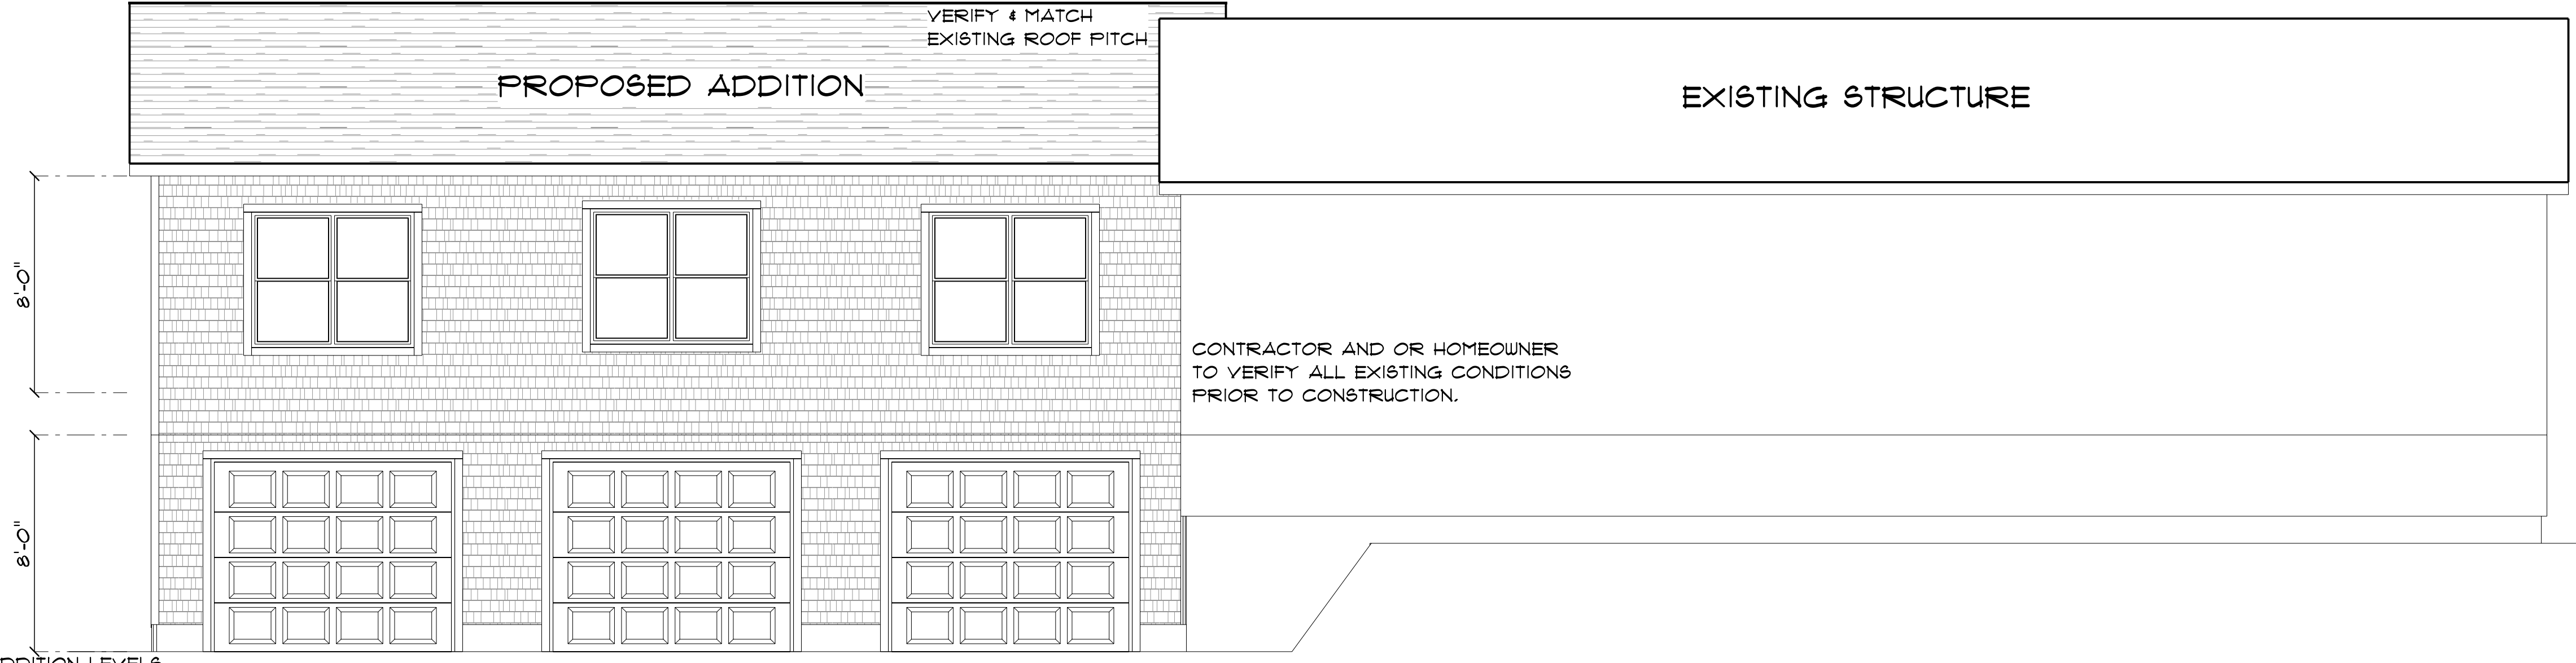 VERIFY & MATCH
EXISTING ROOF PITCH
PROPOSED ADDITION
EXISTING STRUCTURE
8'-0"
CONTRACTOR AND OR HOMEOWNER
TO VERIFY ALL EXISTING CONDITIONS
PRIOR TO CONSTRUCTION.
8'-0"
LEVELS